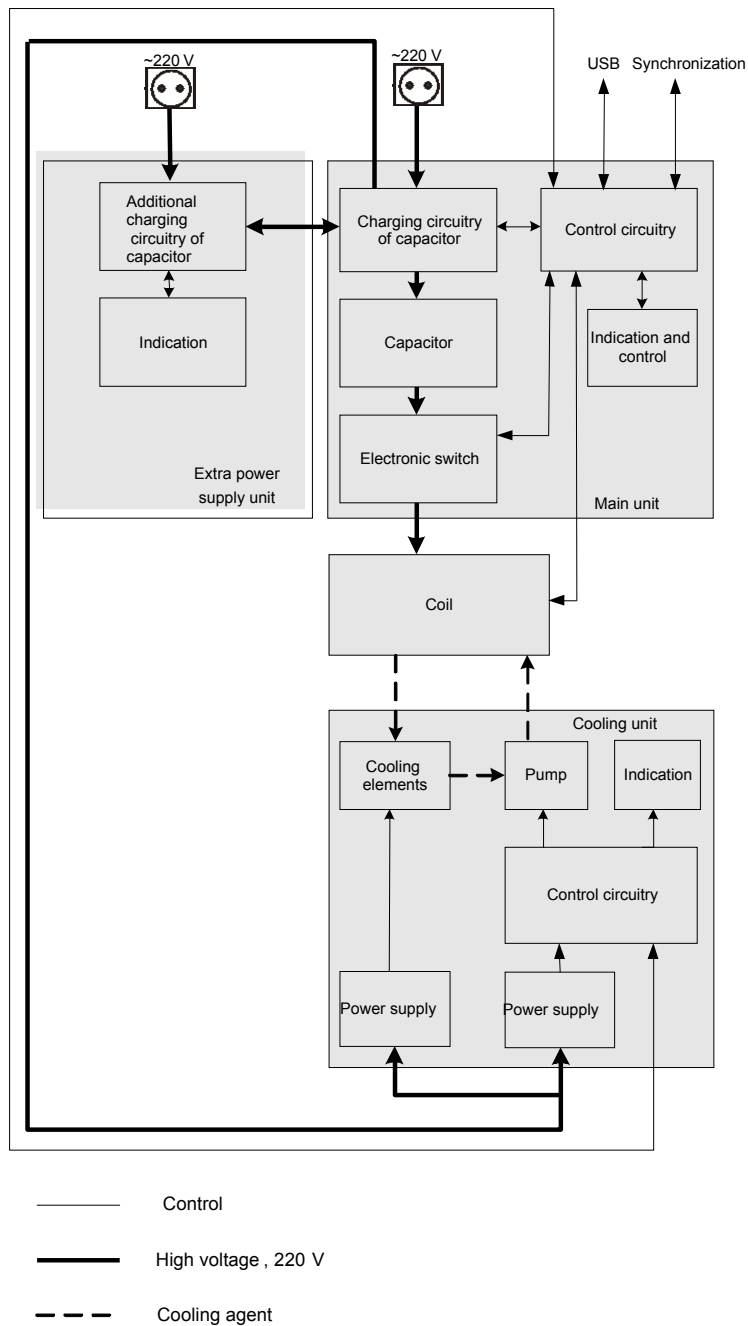 ~220 V
~220 V
USB
Synchronization
Additional
charging
circuitry of
capacitor
Charging circuitry
of capacitor
Control circuitry
Indication
Capacitor
Indication and
control
Electronic switch
Extra power
supply unit
Main unit
Coil
Cooling unit
Cooling
elements
Pump
Indication
Control circuitry
Power supply
Power supply
Control
High voltage , 220 V
Cooling agent